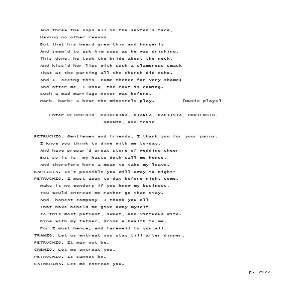 And threw the sops all in the sexton's face,
Having no other reason
But that his beard grew thin and hungerly
And seem'd to ask him sops as he was drinking.
This done, he took the bride about the neck,
And kiss'd her lips with such a clamorous smack
That at the parting all the church did echo.
And I, seeing this, came thence for very shame;
And after me, I know, the rout is coming.
Such a mad marriage never was before.
Hark, hark! I hear the minstrels play. [Music plays]
Enter PETRUCHIO, KATHERINA, BIANCA, BAPTISTA, HORTENSIO,
GRUMIO, and train
PETRUCHIO. Gentlemen and friends, I thank you for your pains.
I know you think to dine with me to-day,
And have prepar'd great store of wedding cheer
But so it is- my haste doth call me hence,
And therefore here I mean to take my leave.
BAPTISTA. Is't possible you will away to-night?
PETRUCHIO. I must away to-day before night come.
Make it no wonder; if you knew my business,
You would entreat me rather go than stay.
And, honest company, I thank you all
That have beheld me give away myself
To this most patient, sweet, and virtuous wife.
Dine with my father, drink a health to me.
For I must hence; and farewell to you all.
TRANIO. Let us entreat you stay till after dinner.
PETRUCHIO. It may not be.
GREMIO. Let me entreat you.
PETRUCHIO. It cannot be.
KATHERINA. Let me entreat you.